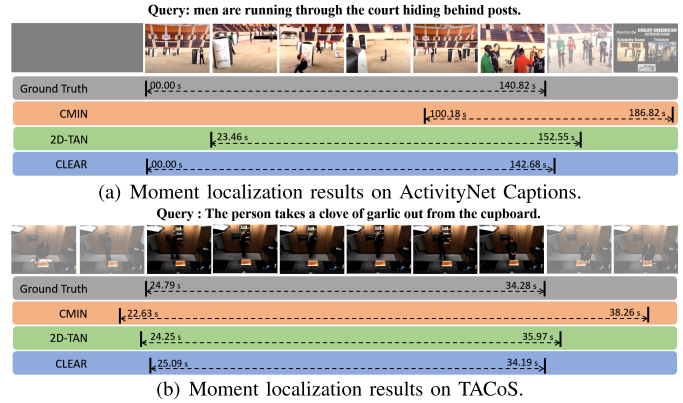 Query: men are running through the court hiding behind posts.
GREAT AMERICAN
Ground Truth 00.00 s 140.82 s
CMIN 100.18 s 186.82 s
2D-TAN 23.46 s 152.55 s
CLEAR 00.00 s 142.68 s
(a) Moment localization results on ActivityNet Captions.
Query : The person takes a clove of garlic out from the cupboard.
Ground Truth 24.79 s 34.28 s
CMIN 22.63 s 38.26 s
2D-TAN 24.25 s 35.97 s
CLEAR 25.09 s 34.19 s
(b) Moment localization results on TACoS.